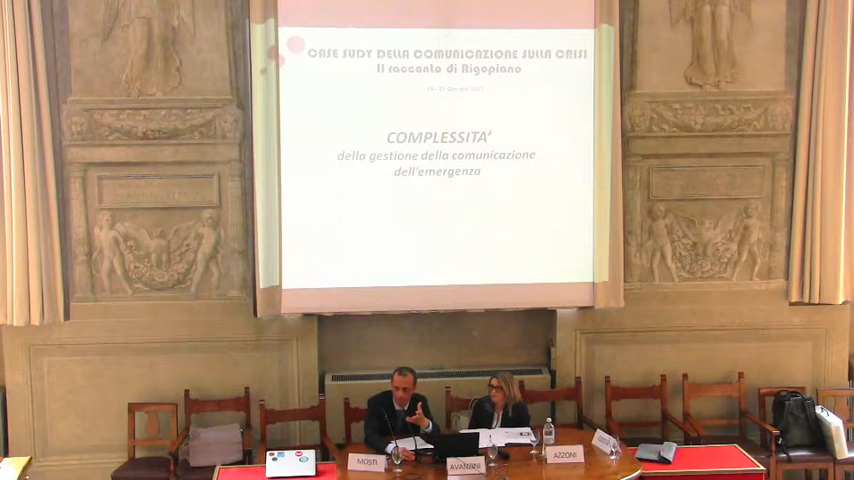 CASE SUDY DELLA COMUNICAZIONE SULLA CRISI
Il racconto di Rigopiano
COMPLESSITA'
della gestione della comunicazione
dell'emergenza
MOSTI
AVANZINI
AZZONI